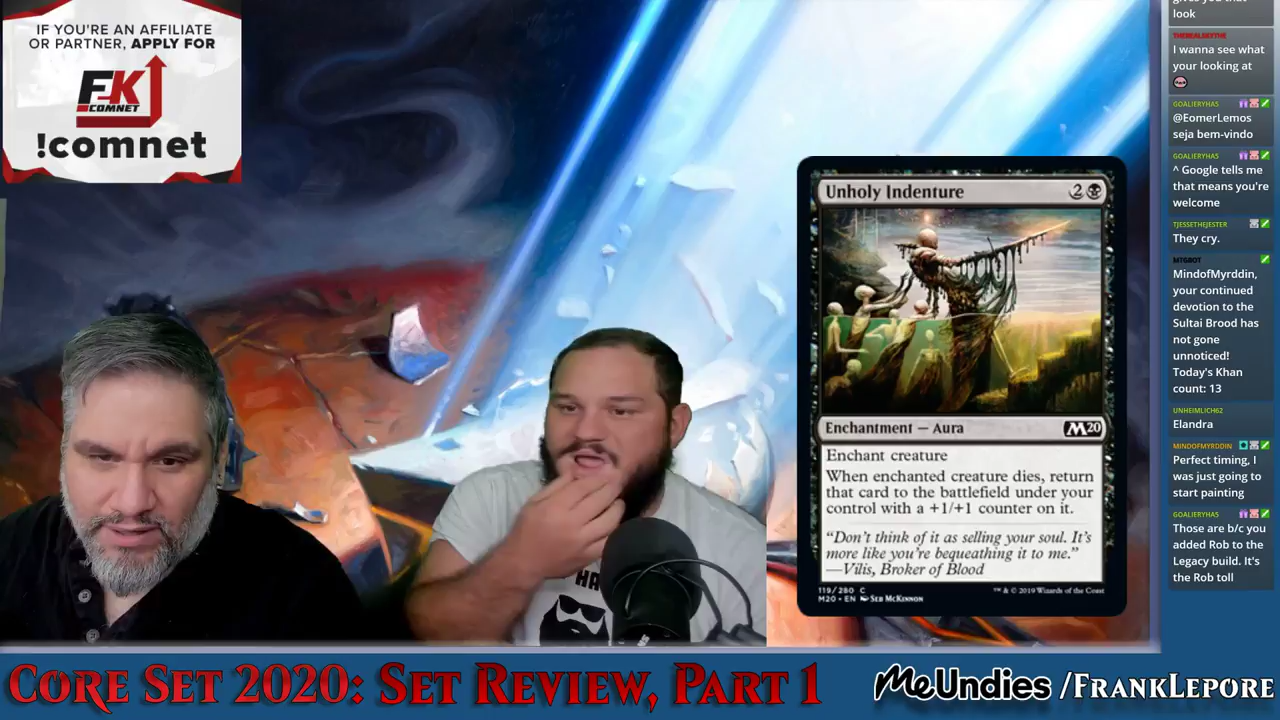 IF YOU'RE AN AFFILIATE
OR PARTNER, APPLY FOR
F2K
COMNET
!comnet
Unholy Indenture 2
Enchantment — Aura M20
Enchant creature
When enchanted creature dies, return
that card to the battlefield under your
control with a +1/+1 counter on it.
"Don't think of it as selling your soul. It's
more like you're bequeathing it to me."
—Vilis, Broker of Blood
119/280 C
M20 • EN SEB MCKINNON
™ & © 2019 Wizards of the Coast
HA
look
THEREALSKYTHE
I wanna see what
your looking at
GOALIERYHAS
@EomerLemos
seja bem-vindo
GOALIERYHAS
^ Google tells me
that means you're
welcome
TJESSETHEJESTER
They cry.
MTGBOT
MindofMyrddin,
your continued
devotion to the
Sultai Brood has
not gone
unnoticed!
Today's Khan
count: 13
UNHEIMLICH62
Elandra
MINDOFMYRDDIN
Perfect timing, I
was just going to
start painting
GOALIERYHAS
Those are b/c you
added Rob to the
Legacy build. It's
the Rob toll
CORE SET 2020: SET REVIEW, PART 1
MeUndies /FRANKLEPORE